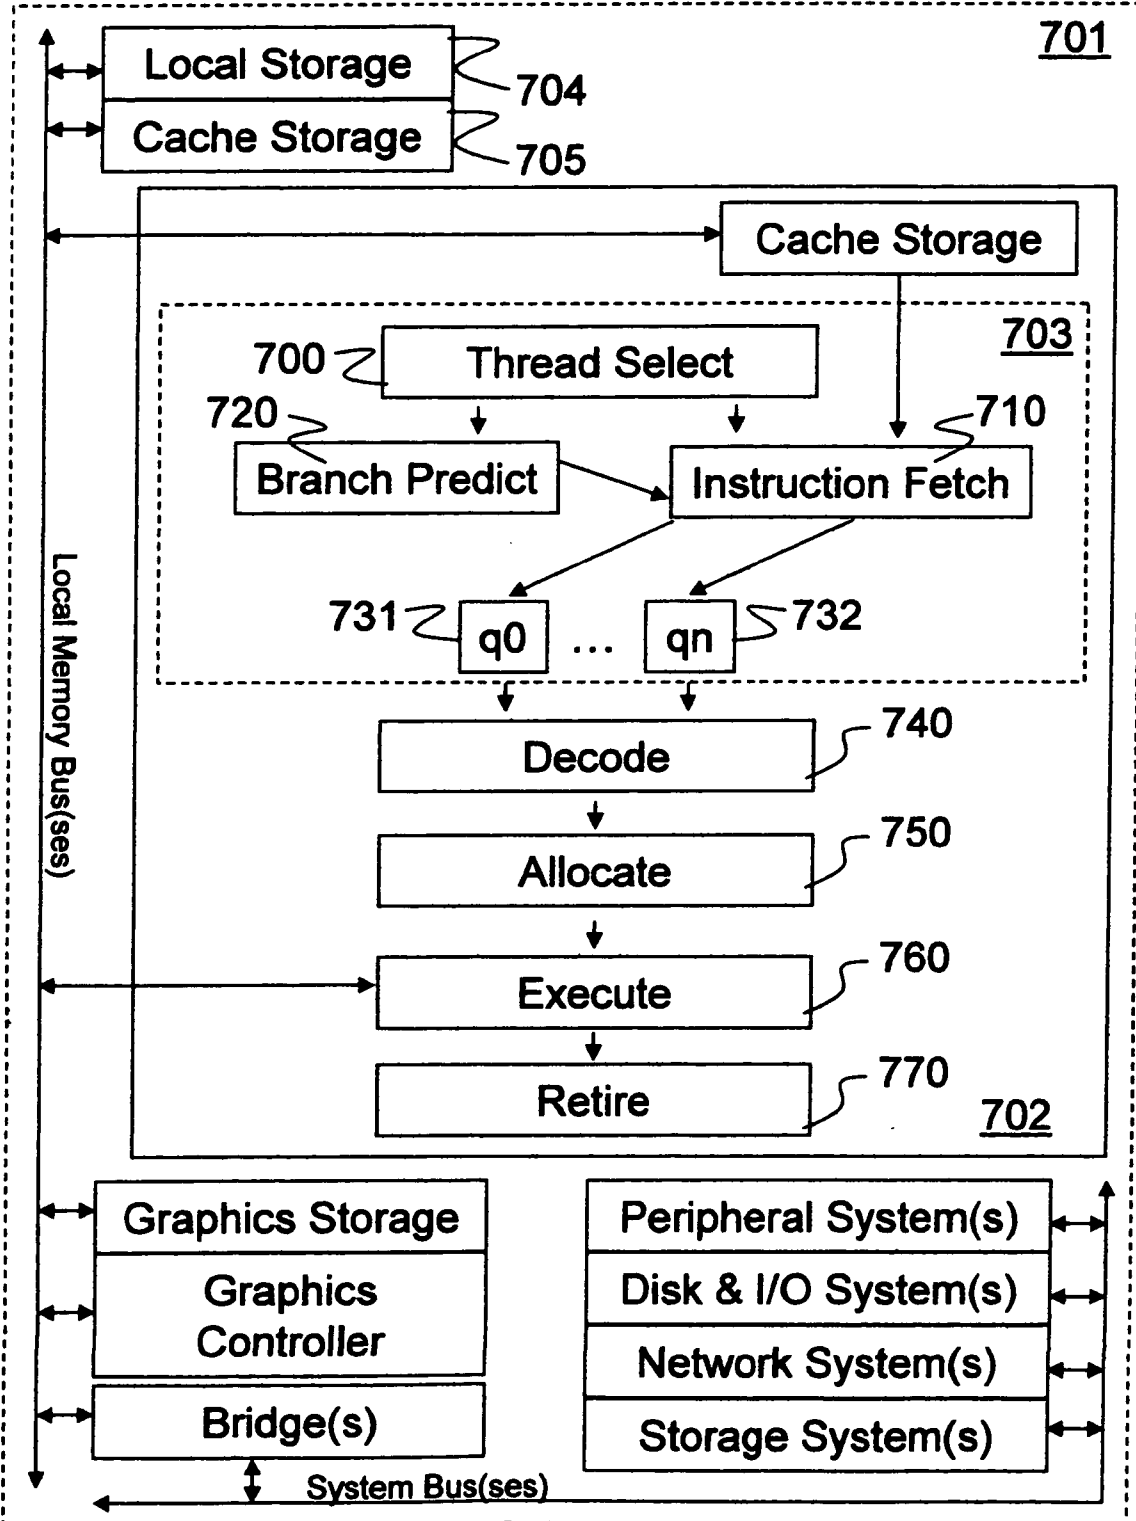 701
Local Storage
704
Cache Storage
705
Cache Storage
703
700
Thread Select
720
710
Branch Predict
Instruction Fetch
731
q0
...
qn
732
Local Memory Bus(ses)
740
Decode
750
Allocate
760
Execute
770
Retire
702
Graphics Storage
Graphics
Controller
Bridge(s)
Peripheral System(s)
Disk & I/O System(s)
Network System(s)
Storage System(s)
System Bus(ses)